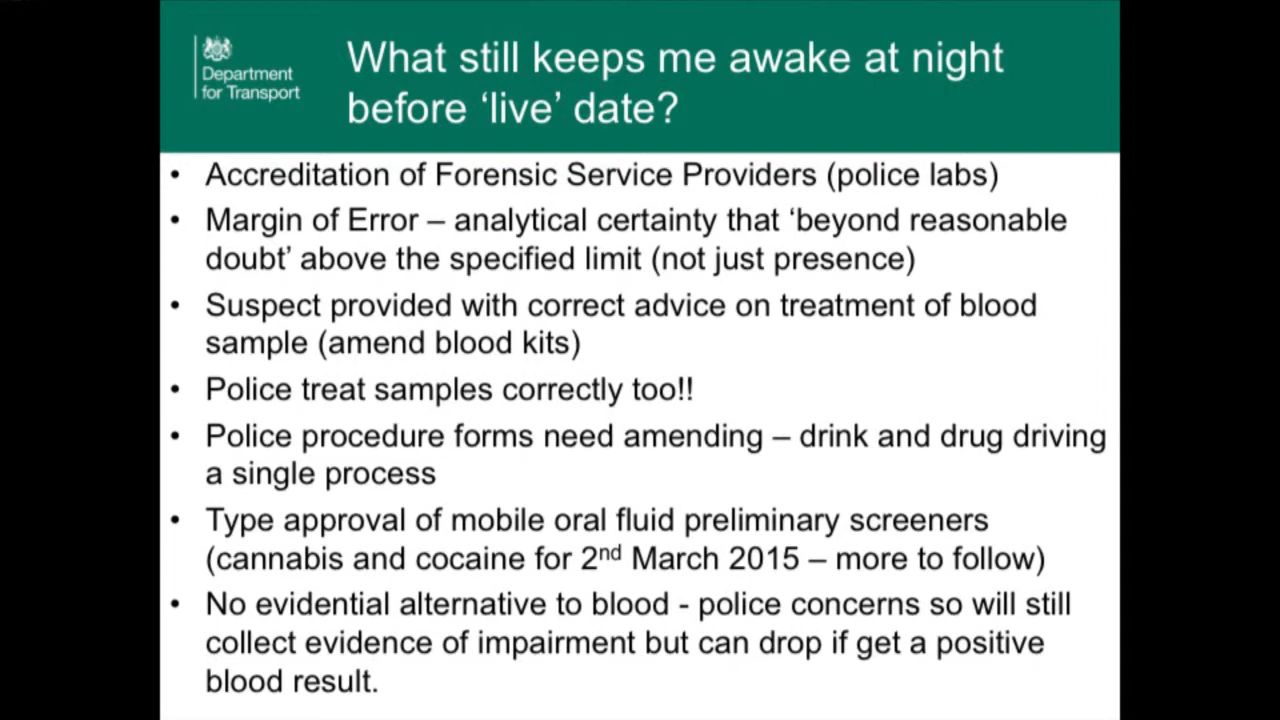 Department
for Transport
What still keeps me awake at night
before ‘live’ date?
• Accreditation of Forensic Service Providers (police labs)
• Margin of Error – analytical certainty that ‘beyond reasonable
doubt’ above the specified limit (not just presence)
• Suspect provided with correct advice on treatment of blood
sample (amend blood kits)
• Police treat samples correctly too!!
• Police procedure forms need amending – drink and drug driving
a single process
• Type approval of mobile oral fluid preliminary screeners
(cannabis and cocaine for 2nd March 2015 – more to follow)
• No evidential alternative to blood - police concerns so will still
collect evidence of impairment but can drop if get a positive
blood result.